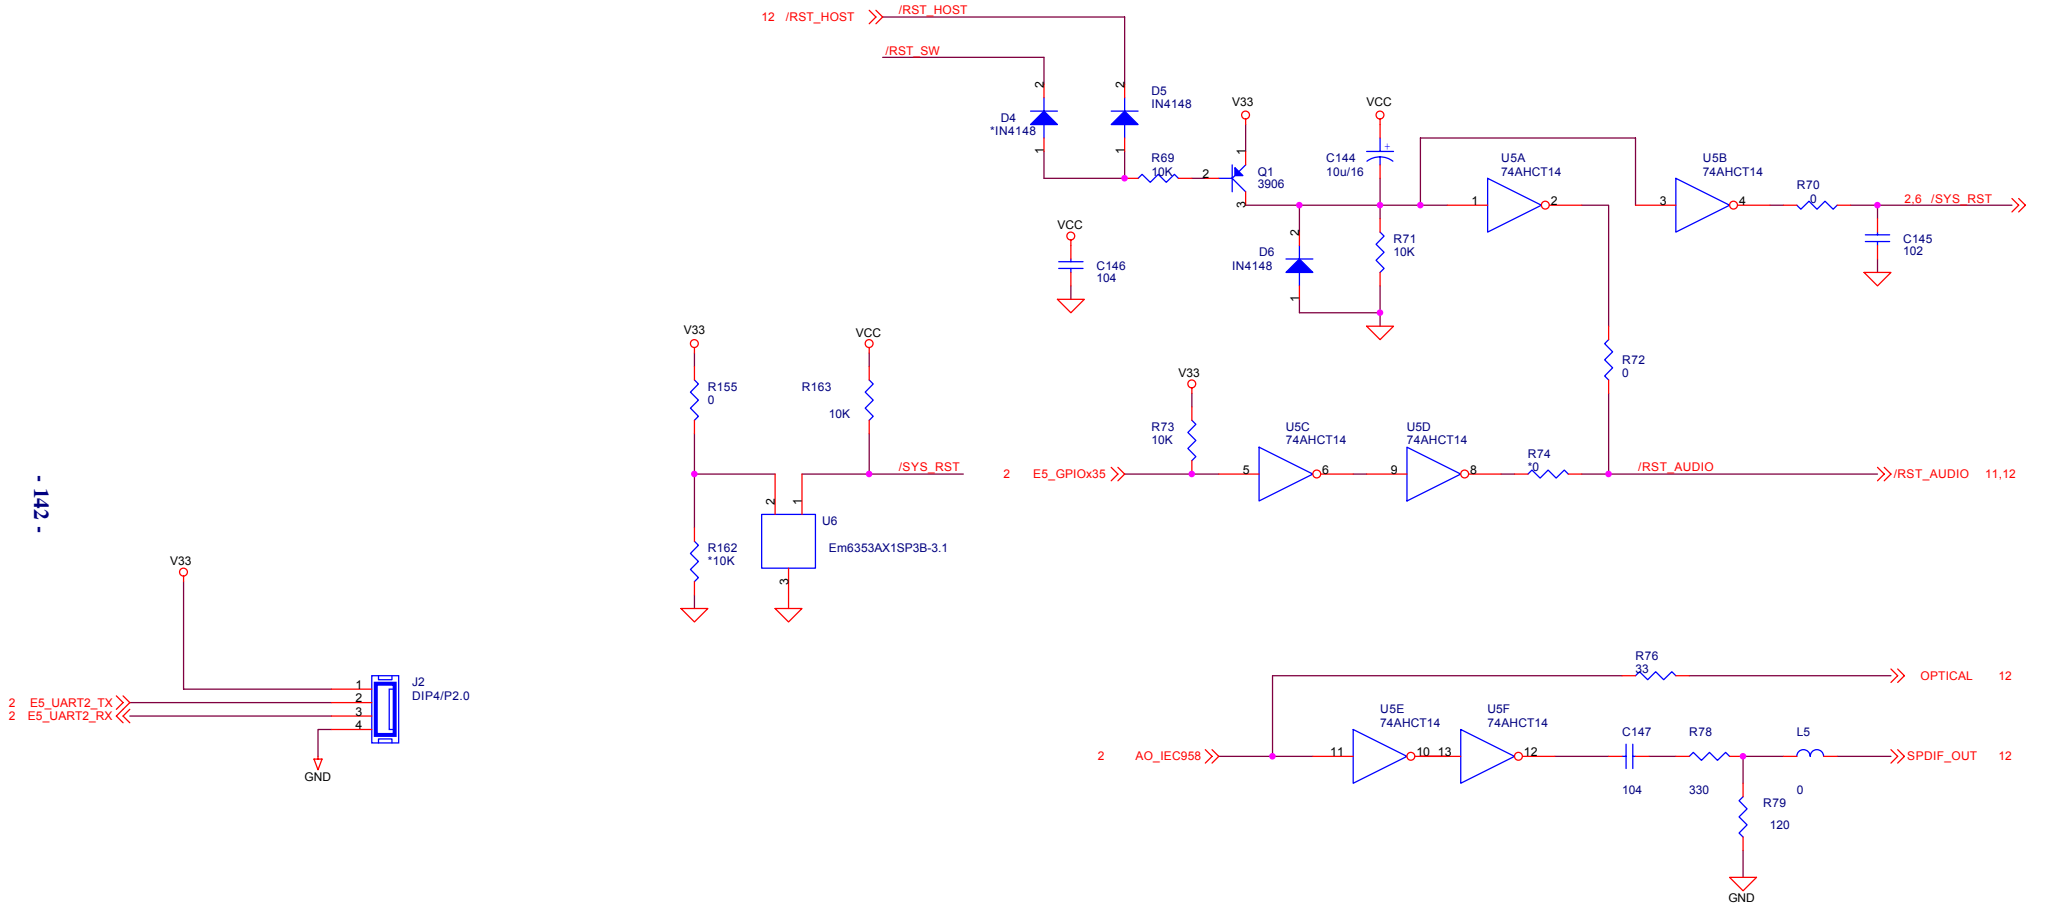 12 /RST_HOST
/RST_HOST
/RST_SW
2
2
D4
*IN4148
1
D5
IN4148
1
R69
10K
2
V33
1
Q1
3906
3
VCC
+
C144
10u/16
U5A
74AHCT14
1
2
U5B
74AHCT14
3
4
R70
0
2,6 /SYS_RST
C145
102
VCC
C146
104
2
D6
IN4148
1
R71
10K
R72
0
V33
R155
0
VCC
R163
10K
/SYS_RST
2
1
U6
Em6353AX1SP3B-3.1
3
R162
*10K
V33
R73
10K
2 E5_GPIOx35
U5C
74AHCT14
5
6
U5D
74AHCT14
9
8
R74
*0
/RST_AUDIO
/RST_AUDIO 11,12
- 142 -
V33
J2
DIP4/P2.0
1
2 E5_UART2_TX
2
2 E5_UART2_RX
3
4
GND
R76
33
OPTICAL 12
2 AO_IEC958
U5E
74AHCT14
11
10
U5F
74AHCT14
13
12
C147
104
R78
330
L5
0
SPDIF_OUT 12
R79
120
GND